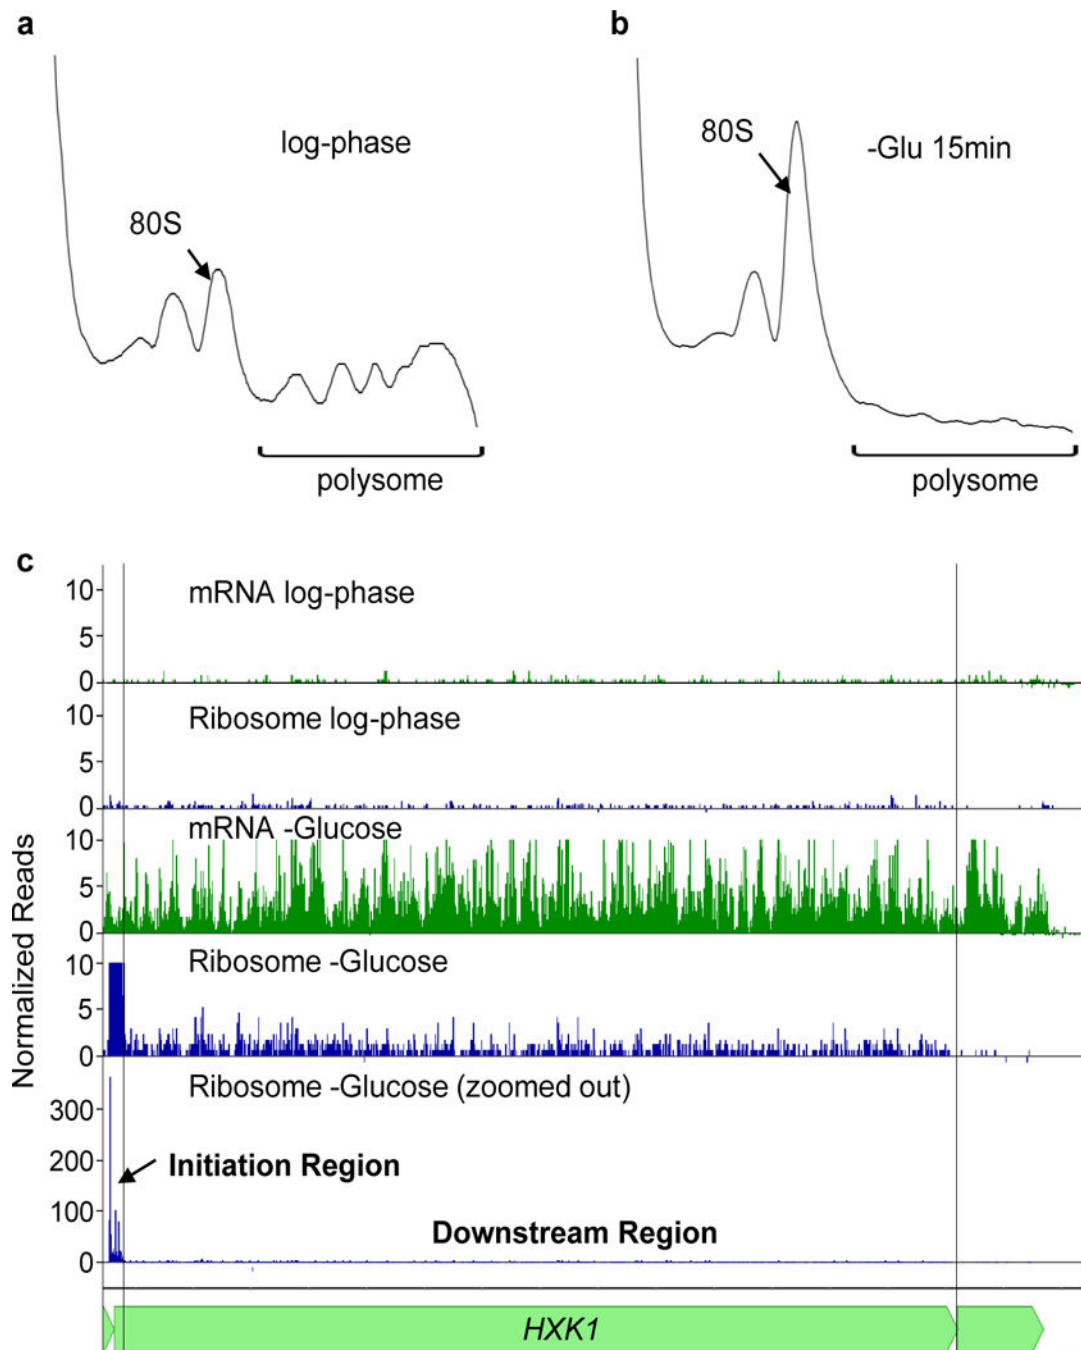 a
log-phase
80S
polysome
b
80S
-Glu 15min
polysome
c
Normalized Reads
10
5
0
mRNA log-phase
10
5
0
Ribosome log-phase
10
5
0
mRNA -Glucose
10
5
0
Ribosome -Glucose
300
200
100
0
Ribosome -Glucose (zoomed out)
Initiation Region
Downstream Region
HXK1